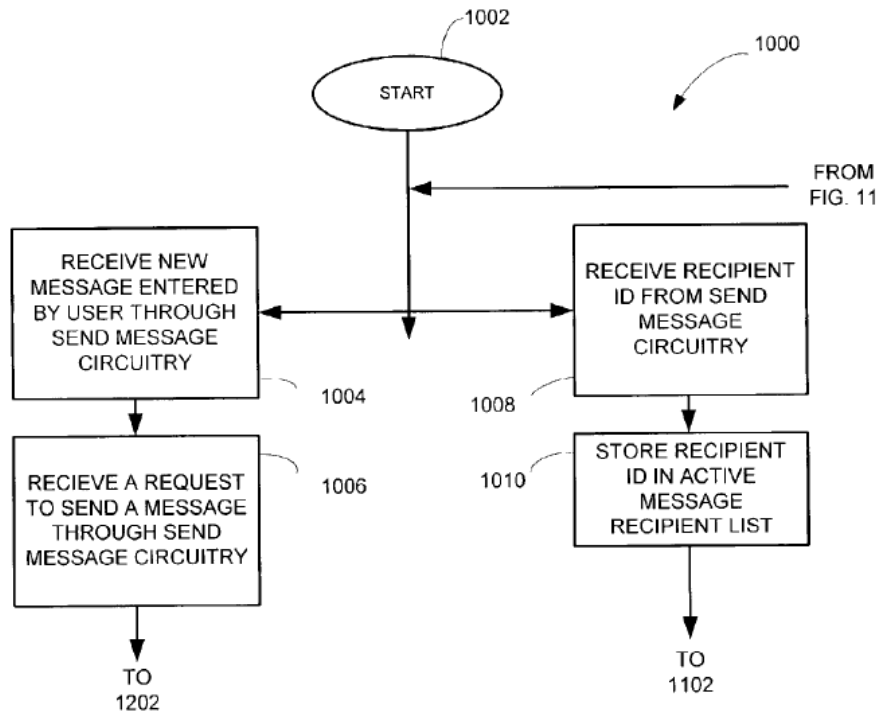 1002
1000
START
FROM
FIG. 11
RECEIVE NEW
MESSAGE ENTERED
BY USER THROUGH
SEND MESSAGE
CIRCUITRY
1004
RECEIVE RECIPIENT
ID FROM SEND
MESSAGE
CIRCUITRY
1008
RECIEVE A REQUEST
TO SEND A MESSAGE
THROUGH SEND
MESSAGE CIRCUITRY
1006
STORE RECIPIENT
ID IN ACTIVE
MESSAGE
RECIPIENT LIST
1010
TO
1202
TO
1102